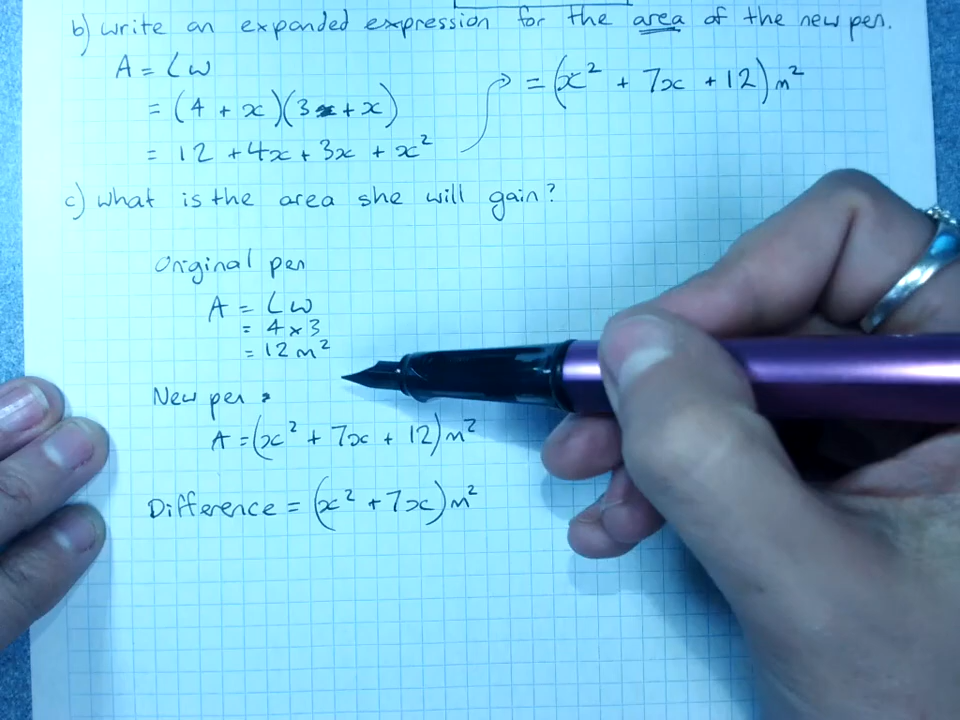 b) Write an expanded expression for the area of the new pen.
A = Lw
= (4 + x)(3 + x)
= 12 + 4x + 3x + x²
= (x² + 7x + 12) m²
c) What is the area she will gain?
Original pen
A = Lw
= 4 x 3
= 12 m²
New pen :
A = (x² + 7x + 12) m²
Difference = (x² + 7x) m²